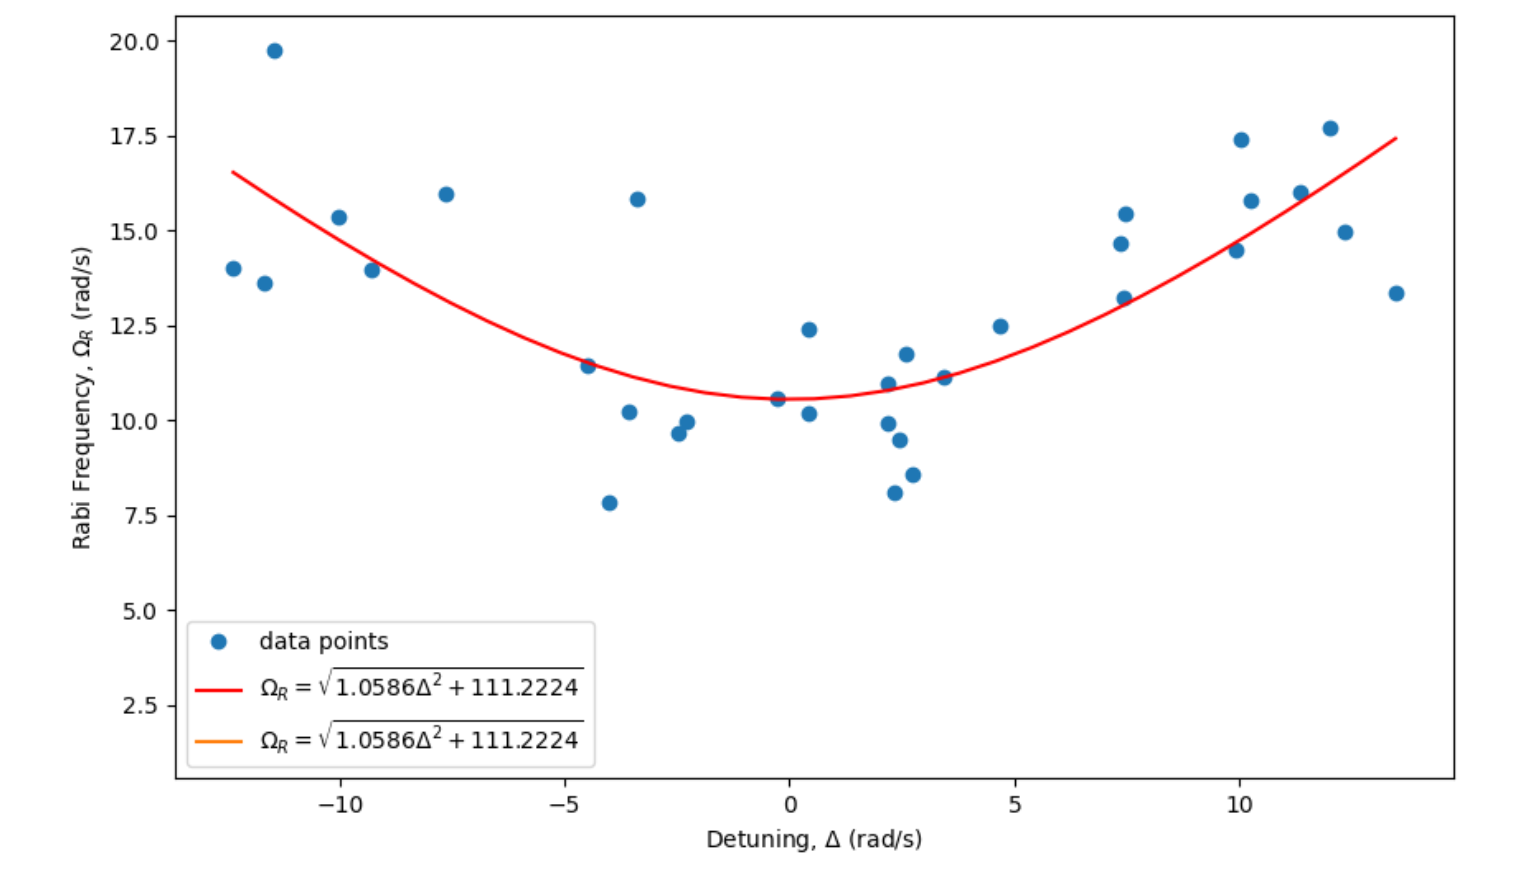 20.0
17.5
15.0
12.5
10.0
7.5
5.0
2.5
Rabi Frequency, Ω_R (rad/s)
data points
Ω_R = √1.0586Δ² + 111.2224
Ω_R = √1.0586Δ² + 111.2224
−10 −5 0 5 10
Detuning, Δ (rad/s)